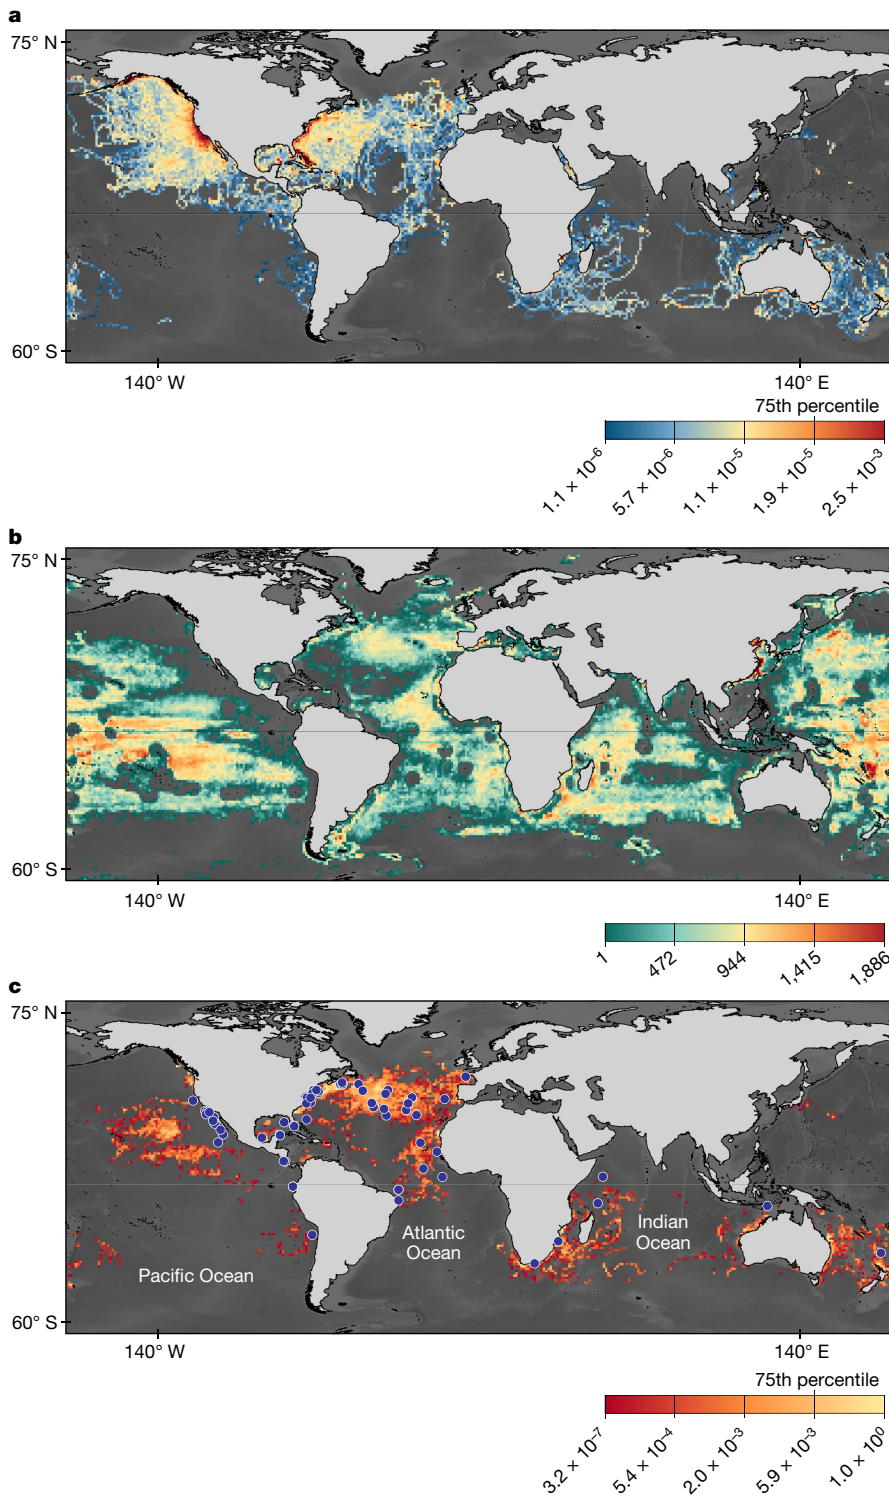 a
75° N
60° S
140° W 140° E
75th percentile
1.1 × 10⁻⁶ 5.7 × 10⁻⁶ 1.1 × 10⁻⁵ 1.9 × 10⁻⁵ 2.5 × 10⁻³
b
75° N
60° S
140° W 140° E
1 472 944 1,415 1,886
c
75° N
Atlantic
Ocean
Indian
Ocean
Pacific Ocean
60° S
140° W 140° E
75th percentile
3.2 × 10⁻⁷ 5.4 × 10⁻⁴ 2.0 × 10⁻³ 5.9 × 10⁻³ 1.0 × 10⁰